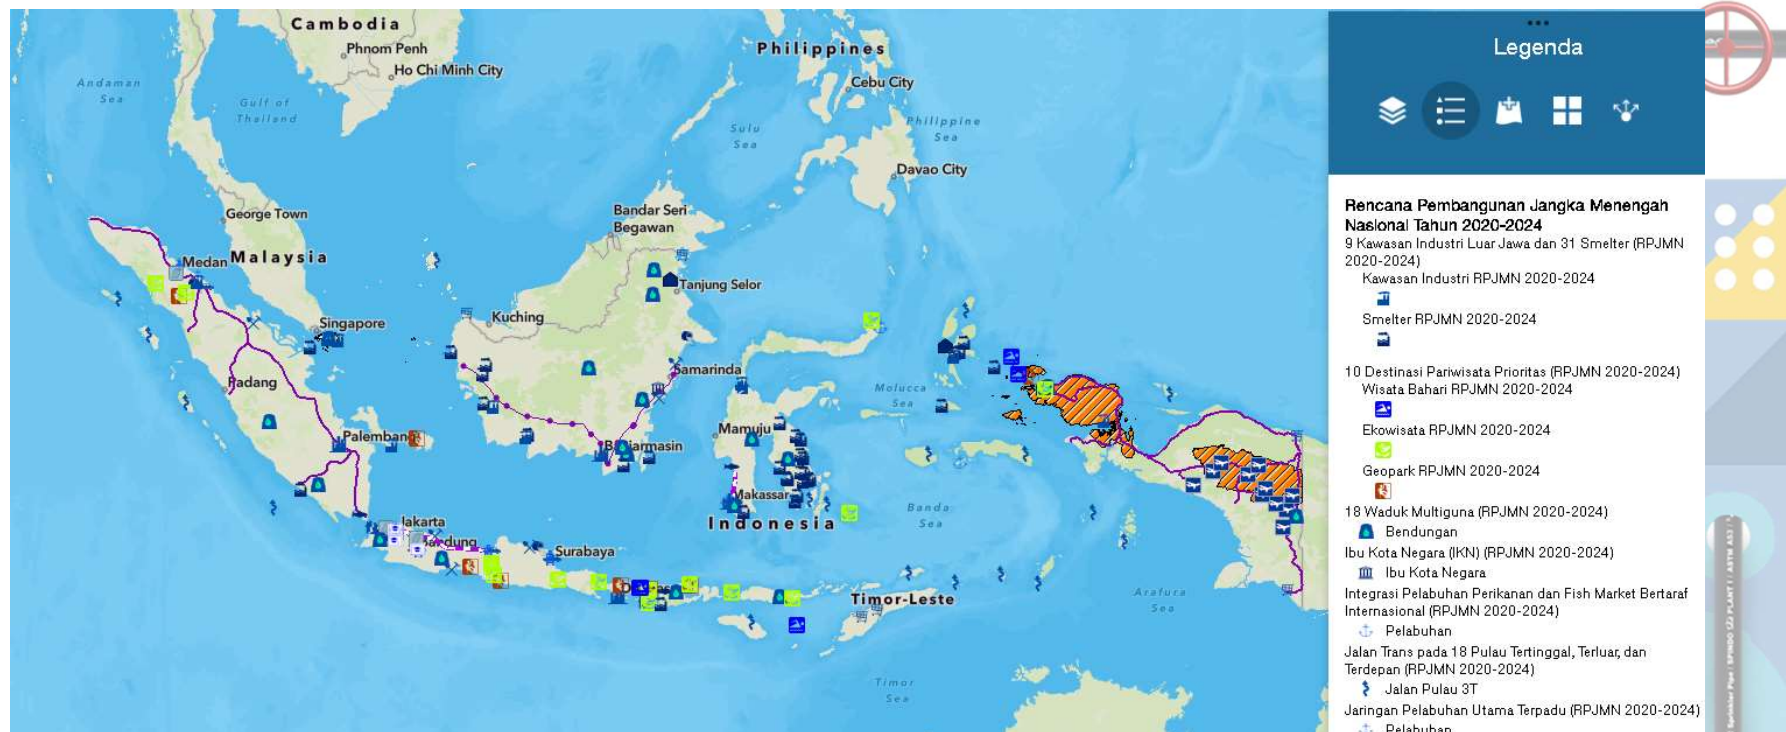 Cambodia
Phnom Penh
Ho Chi Minh City
Andaman
Sea
Gulf of
Thailand
Philippines
Cebu City
Sulu
Sea
Philippine
Sea
Davao City
George Town
Malaysia
Medan
Bandar Seri
Begawan
Tanjung Selor
Kuching
Singapore
Samarinda
Padang
Molucca
Sea
Palembang
Mamuju
Makassar
Indonesia
Banda
Sea
Jakarta
Bandung
Surabaya
Timor-Leste
Arafura
Sea
Timor
Sea
Legenda
Rencana Pembangunan Jangka Menengah
Nasional Tahun 2020-2024
9 Kawasan Industri Luar Jawa dan 31 Smelter (RPJMN
2020-2024)
Kawasan Industri RPJMN 2020-2024
Smelter RPJMN 2020-2024
10 Destinasi Pariwisata Prioritas (RPJMN 2020-2024)
Wisata Bahari RPJMN 2020-2024
Ekowisata RPJMN 2020-2024
Geopark RPJMN 2020-2024
18 Waduk Multiguna (RPJMN 2020-2024)
Bendungan
Ibu Kota Negara (IKN) (RPJMN 2020-2024)
Ibu Kota Negara
Integrasi Pelabuhan Perikanan dan Fish Market Bertaraf
Internasional (RPJMN 2020-2024)
Pelabuhan
Jalan Trans pada 18 Pulau Tertinggal, Terluar, dan
Terdepan (RPJMN 2020-2024)
Jalan Pulau 3T
Jaringan Pelabuhan Utama Terpadu (RPJMN 2020-2024)
Pelabuhan
Sprinkler Pipe / SPINDO
PLANT I / ASTM A53 /